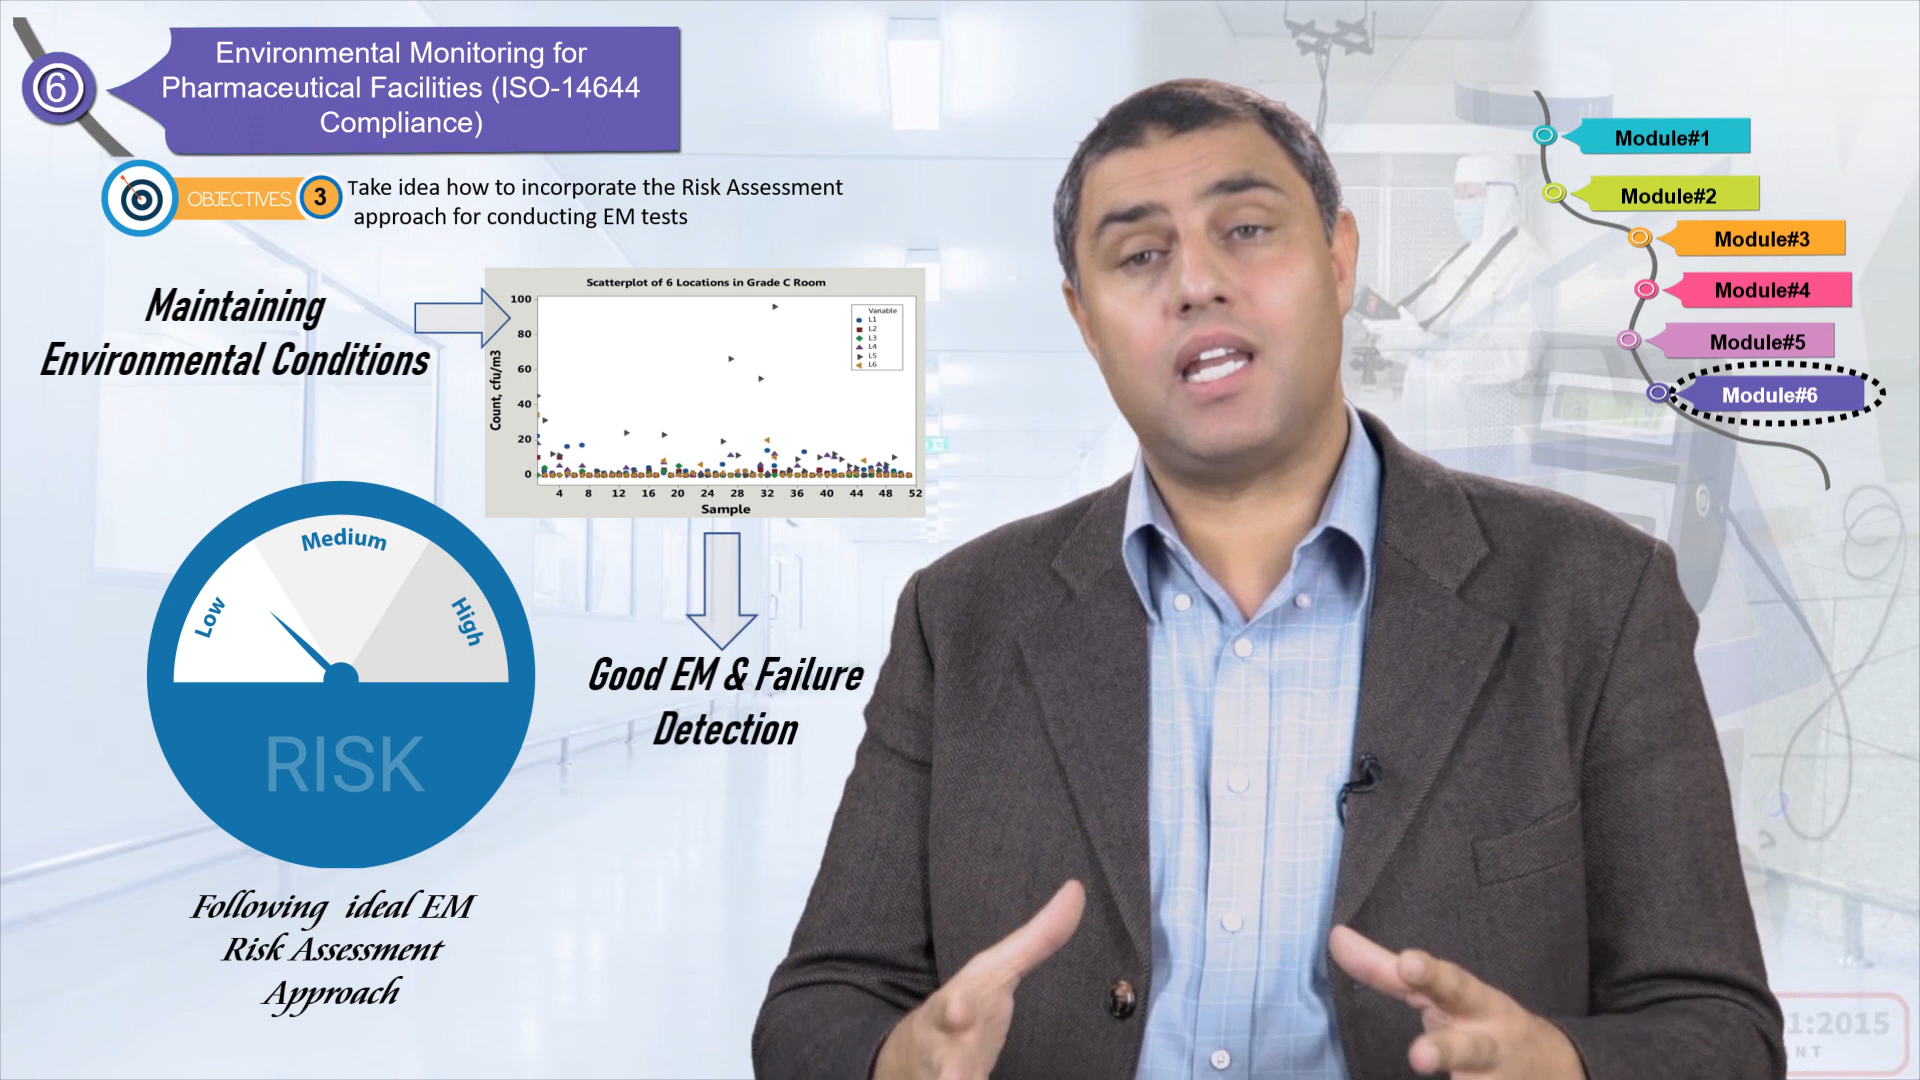 6
Environmental Monitoring for
Pharmaceutical Facilities (ISO-14644
Compliance)
OBJECTIVES 3
Take idea how to incorporate the Risk Assessment
approach for conducting EM tests
Maintaining
Environmental Conditions
Scatterplot of 6 Locations in Grade C Room
Count, cfu/m3
100
80
60
40
20
0
4 8 12 16 20 24 28 32 36 40 44 48 52
Sample
Variable
L1
L2
L3
L4
L5
L6
Good EM & Failure
Detection
Low
Medium
High
RISK
Following ideal EM
Risk Assessment
Approach
Module#1
Module#2
Module#3
Module#4
Module#5
Module#6
1:2015
NT